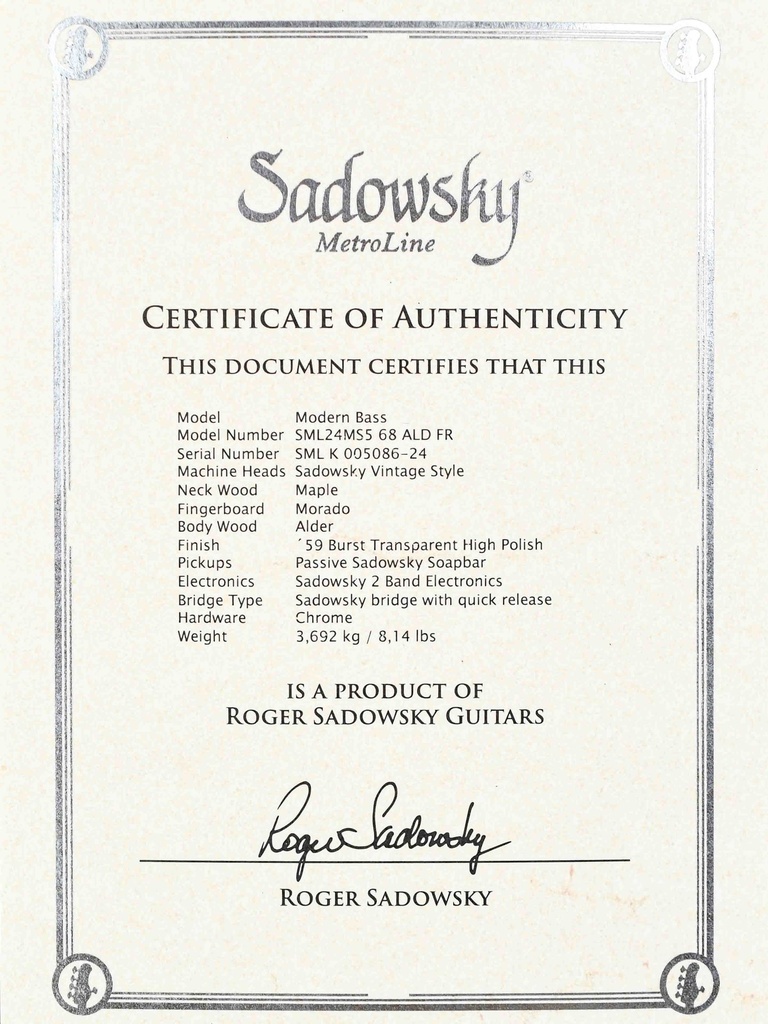 Sadowsky®
MetroLine
CERTIFICATE OF AUTHENTICITY
THIS DOCUMENT CERTIFIES THAT THIS
Model Modern Bass
Model Number SML24MS5 68 ALD FR
Serial Number SML K 005086-24
Machine Heads Sadowsky Vintage Style
Neck Wood Maple
Fingerboard Morado
Body Wood Alder
Finish ´59 Burst Transparent High Polish
Pickups Passive Sadowsky Soapbar
Electronics Sadowsky 2 Band Electronics
Bridge Type Sadowsky bridge with quick release
Hardware Chrome
Weight 3,692 kg / 8,14 lbs
IS A PRODUCT OF
ROGER SADOWSKY GUITARS
Roger Sadowsky
ROGER SADOWSKY